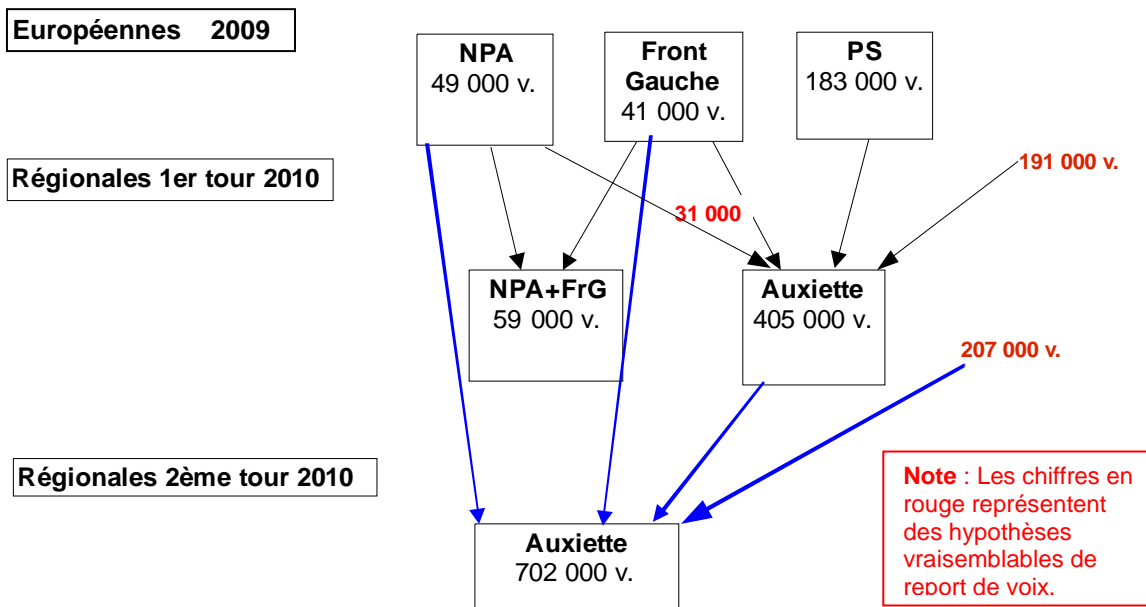 Européennes 2009
NPA
49 000 v.
Front
Gauche
41 000 v.
PS
183 000 v.
Régionales 1er tour 2010
191 000 v.
31 000
NPA+FrG
59 000 v.
Auxiette
405 000 v.
207 000 v.
Régionales 2ème tour 2010
Auxiette
702 000 v.
Note : Les chiffres en
rouge représentent
des hypothèses
vraisemblables de
report de voix.